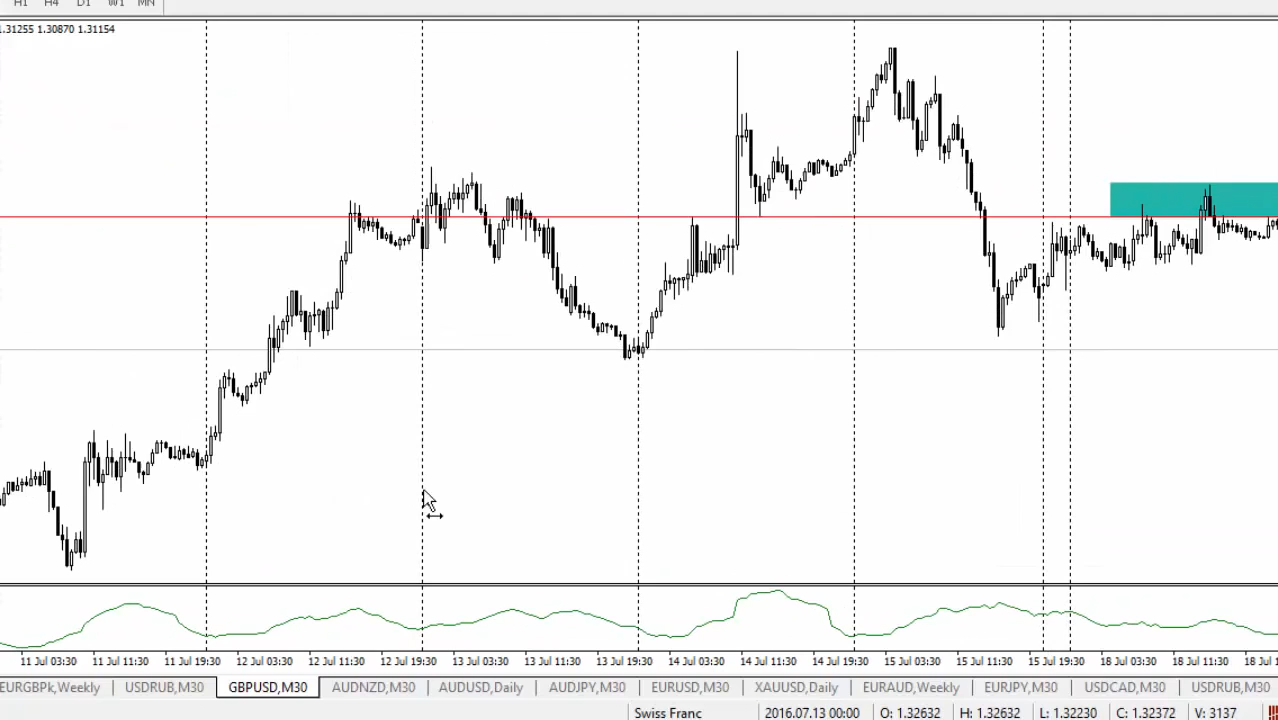 H1 H4 D1 W1 MN
1.31255 1.30870 1.31154
11 Jul 03:30 11 Jul 11:30 11 Jul 19:30 12 Jul 03:30 12 Jul 11:30 12 Jul 19:30 13 Jul 03:30 13 Jul 11:30 13 Jul 19:30 14 Jul 03:30 14 Jul 11:30 14 Jul 19:30 15 Jul 03:30 15 Jul 11:30 15 Jul 19:30 18 Jul 03:30 18 Jul 11:30 18 Jul
EURGBPk,Weekly USDRUB,M30 GBPUSD,M30 AUDNZD,M30 AUDUSD,Daily AUDJPY,M30 EURUSD,M30 XAUUSD,Daily EURAUD,Weekly EURJPY,M30 USDCAD,M30 USDRUB,M30
Swiss Franc 2016.07.13 00:00 O: 1.32632 H: 1.32632 L: 1.32230 C: 1.32372 V: 3137